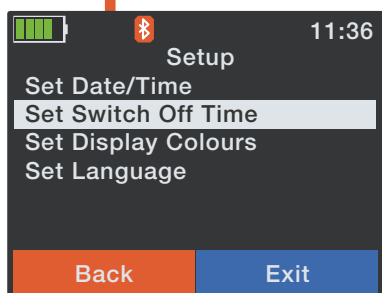 11:36
Setup
Set Date/Time
Set Switch Off Time
Set Display Colours
Set Language
Back Exit